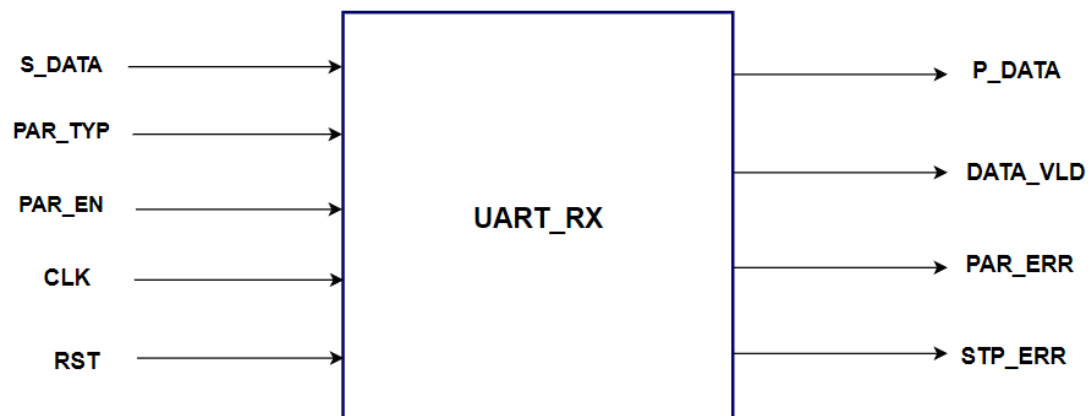 S_DATA
PAR_TYP
PAR_EN
CLK
RST
UART_RX
P_DATA
DATA_VLD
PAR_ERR
STP_ERR